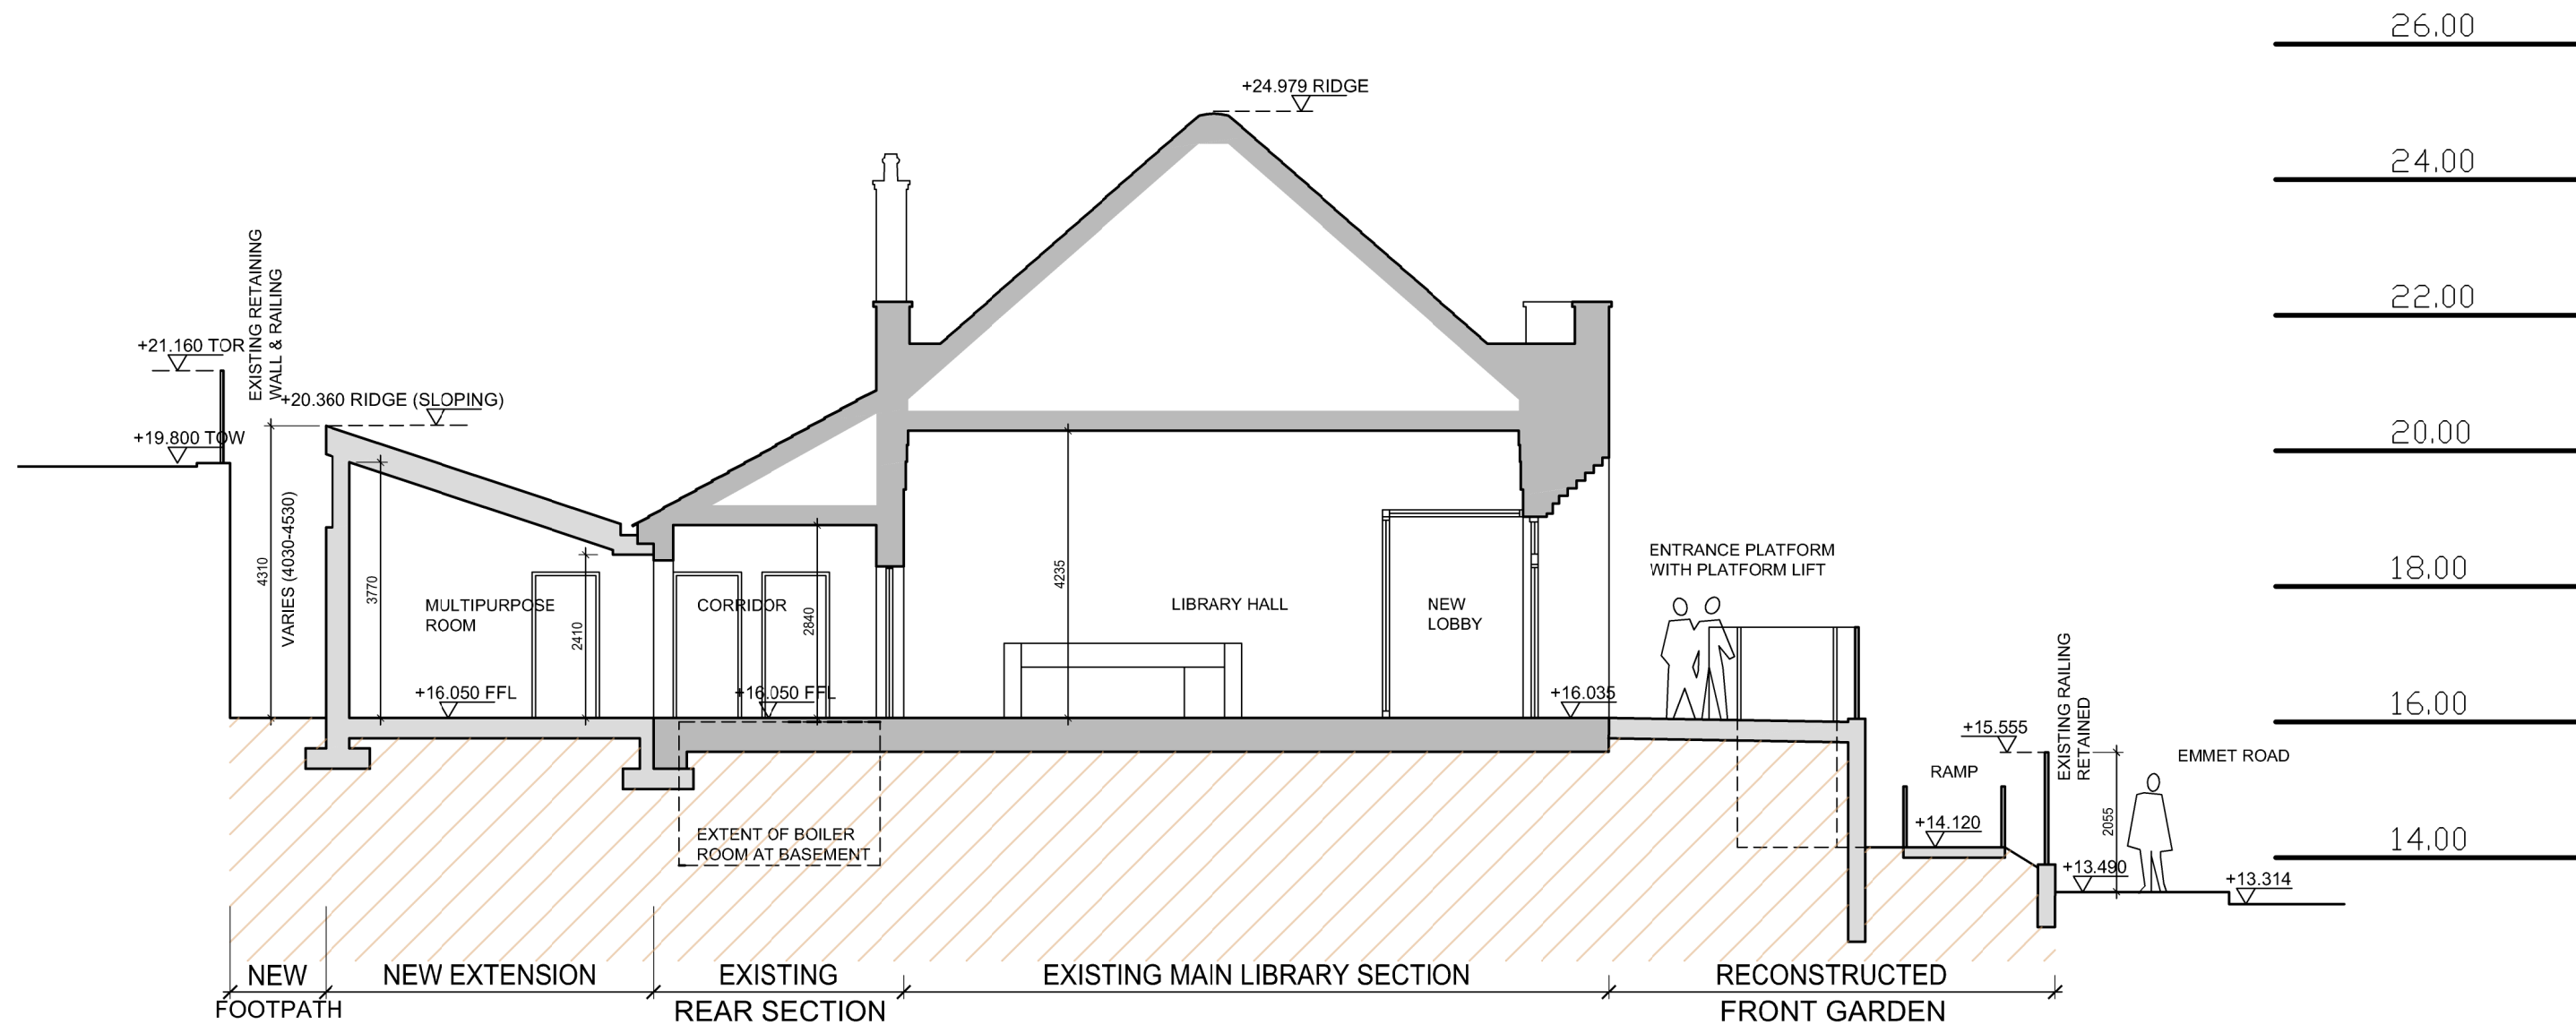 26.00
+24.979 RIDGE
24.00
22.00
EXISTING RETAINING
WALL & RAILING
+21.160 TOR
+20.360 RIDGE (SLOPING)
+19.800 TOW
20.00
4310
VARIES (4030-4530)
3770
MULTIPURPOSE
ROOM
2410
+16.050 FFL
CORRIDOR
2840
+16.050 FFL
4235
LIBRARY HALL
NEW
LOBBY
ENTRANCE PLATFORM
WITH PLATFORM LIFT
18.00
+16.035
16.00
+15.555
EXISTING RAILING
RETAINED
EMMET ROAD
RAMP
+14.120
2055
14.00
+13.490
+13.314
EXTENT OF BOILER
ROOM AT BASEMENT
NEW
FOOTPATH
NEW EXTENSION
EXISTING
REAR SECTION
EXISTING MAIN LIBRARY SECTION
RECONSTRUCTED
FRONT GARDEN